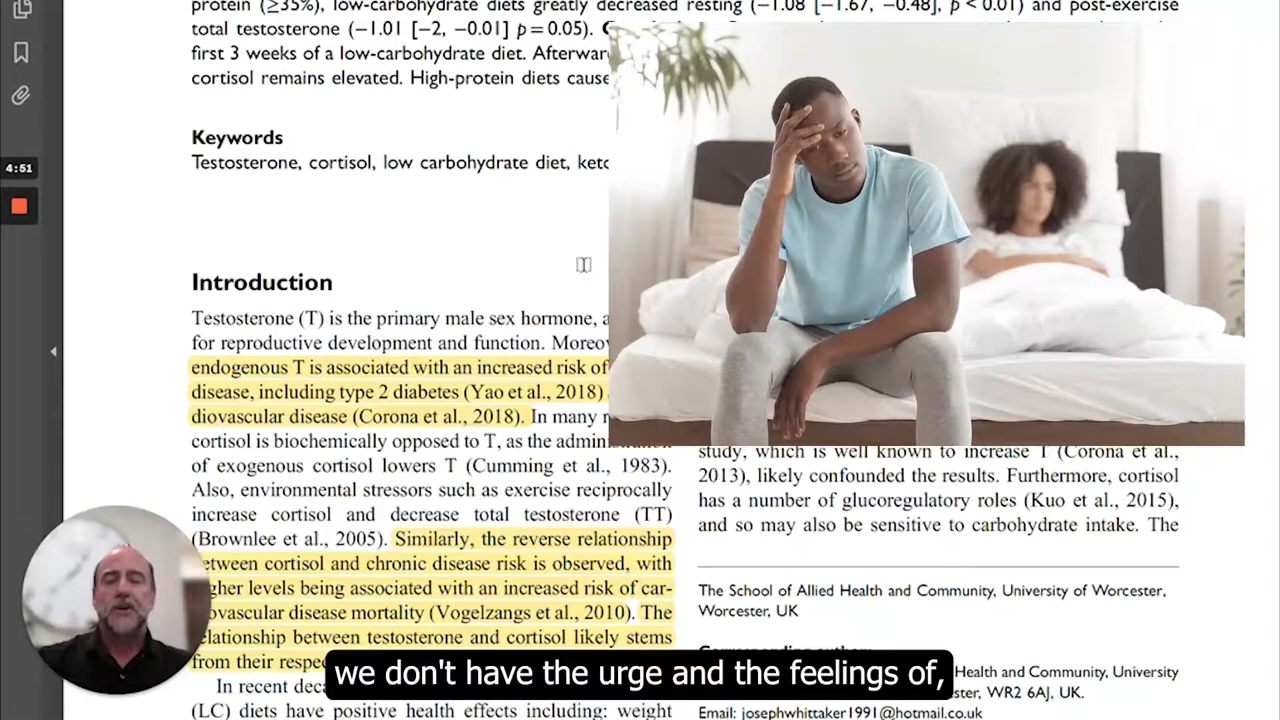 protein (≥35%), low-carbohydrate diets greatly decreased resting (−1.08 [−1.67, −0.48], p < 0.01) and post-exercise
total testosterone (−1.01 [−2, −0.01] p = 0.05).
first 3 weeks of a low-carbohydrate diet. Afterwar
cortisol remains elevated. High-protein diets cause
4:51
Keywords
Testosterone, cortisol, low carbohydrate diet, keto
Introduction
Testosterone (T) is the primary male sex hormone, a
for reproductive development and function. Moreov
endogenous T is associated with an increased risk of
disease, including type 2 diabetes (Yao et al., 2018)
diovascular disease (Corona et al., 2018). In many r
cortisol is biochemically opposed to T, as the administration
of exogenous cortisol lowers T (Cumming et al., 1983).
Also, environmental stressors such as exercise reciprocally
increase cortisol and decrease total testosterone (TT)
(Brownlee et al., 2005). Similarly, the reverse relationship
etween cortisol and chronic disease risk is observed, with
gher levels being associated with an increased risk of car-
ovascular disease mortality (Vogelzangs et al., 2010). The
elationship between testosterone and cortisol likely stems
from their respe
In recent deca
(LC) diets have positive health effects including: weight
study, which is well known to increase T (Corona et al.,
2013), likely confounded the results. Furthermore, cortisol
has a number of glucoregulatory roles (Kuo et al., 2015),
and so may also be sensitive to carbohydrate intake. The
The School of Allied Health and Community, University of Worcester,
Worcester, UK
Health and Community, University
ster, WR2 6AJ, UK.
Email: josephwhittaker1991@hotmail.co.uk
we don't have the urge and the feelings of,